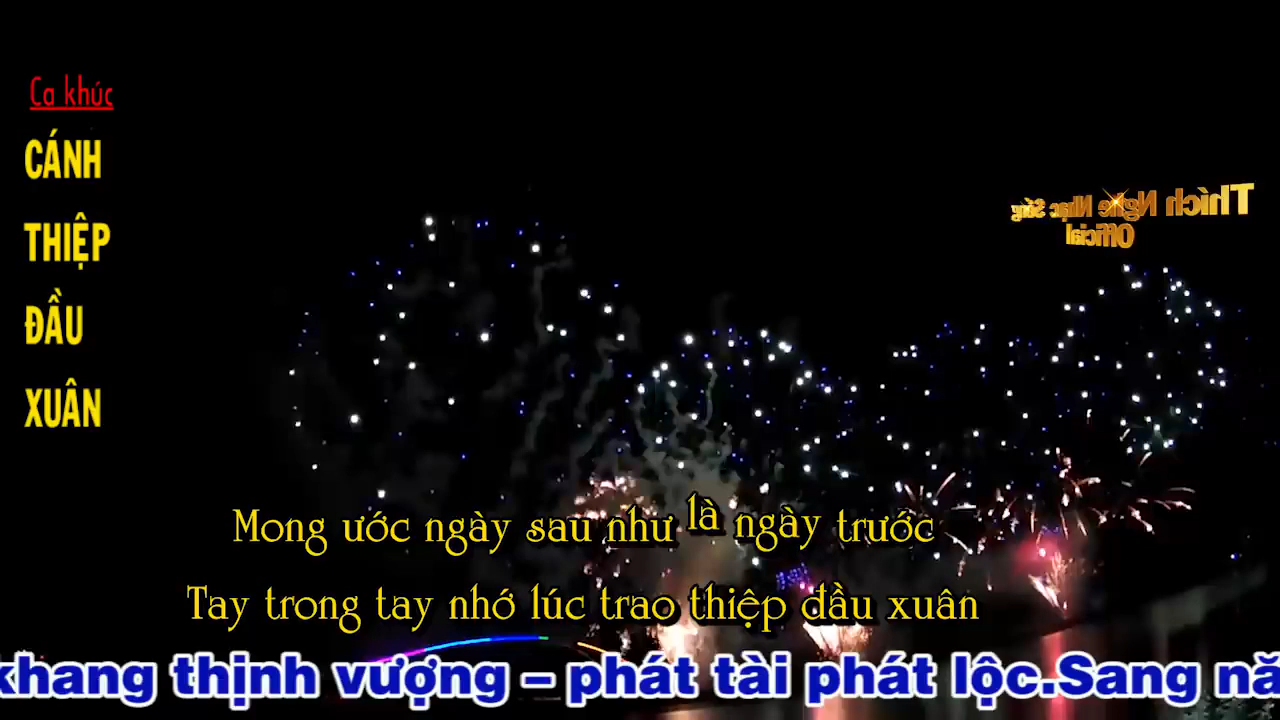 Ca khúc
CÁNH
THIỆP
ĐẦU
XUÂN
Thích Nghe Nhạc Sống
Official
Mong ước ngày sau như là ngày trước
Tay trong tay nhớ lúc trao thiệp đầu xuân
khang thịnh vượng – phát tài phát lộc.Sang nă